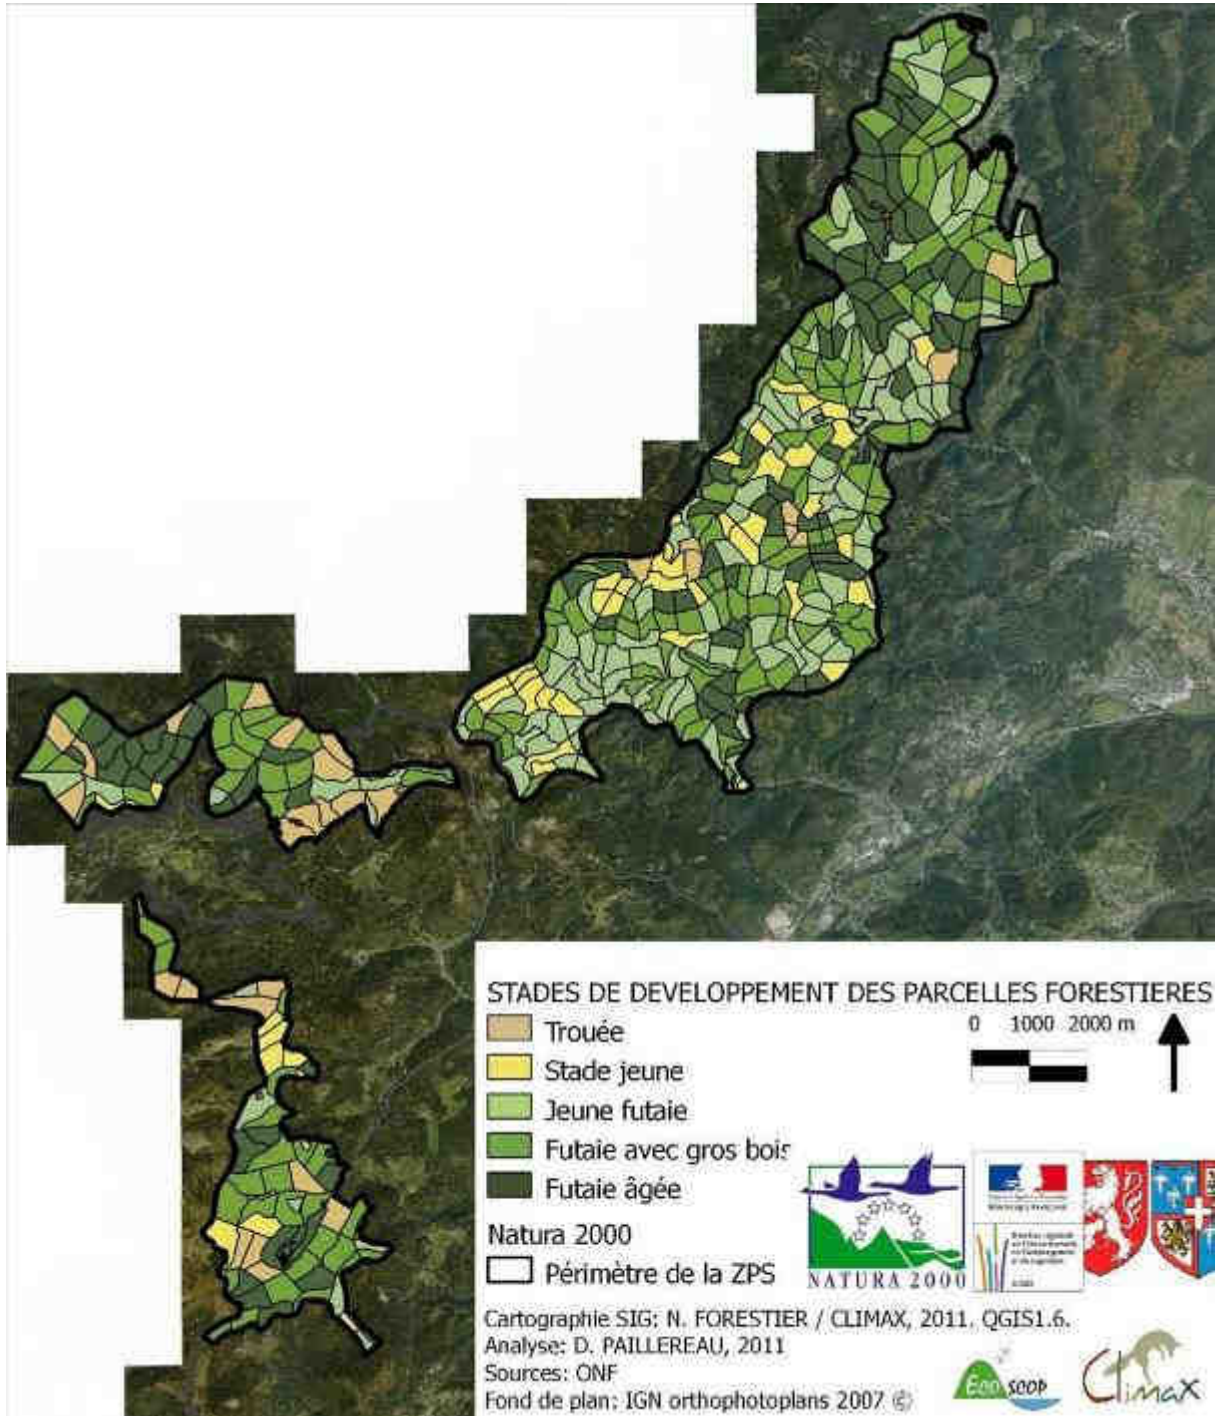 STADES DE DEVELOPPEMENT DES PARCELLES FORESTIERES
Trouée
Stade jeune
Jeune futaie
Futaie avec gros bois
Futaie âgée
0 1000 2000 m
Natura 2000
Périmètre de la ZPS
NATURA 2000
Cartographie SIG: N. FORESTIER / CLIMAX, 2011. QGIS1.6.
Analyse: D. PAILLEREAU, 2011
Sources: ONF
Fond de plan: IGN orthophotoplans 2007 ©
Eco SCOP
Climax